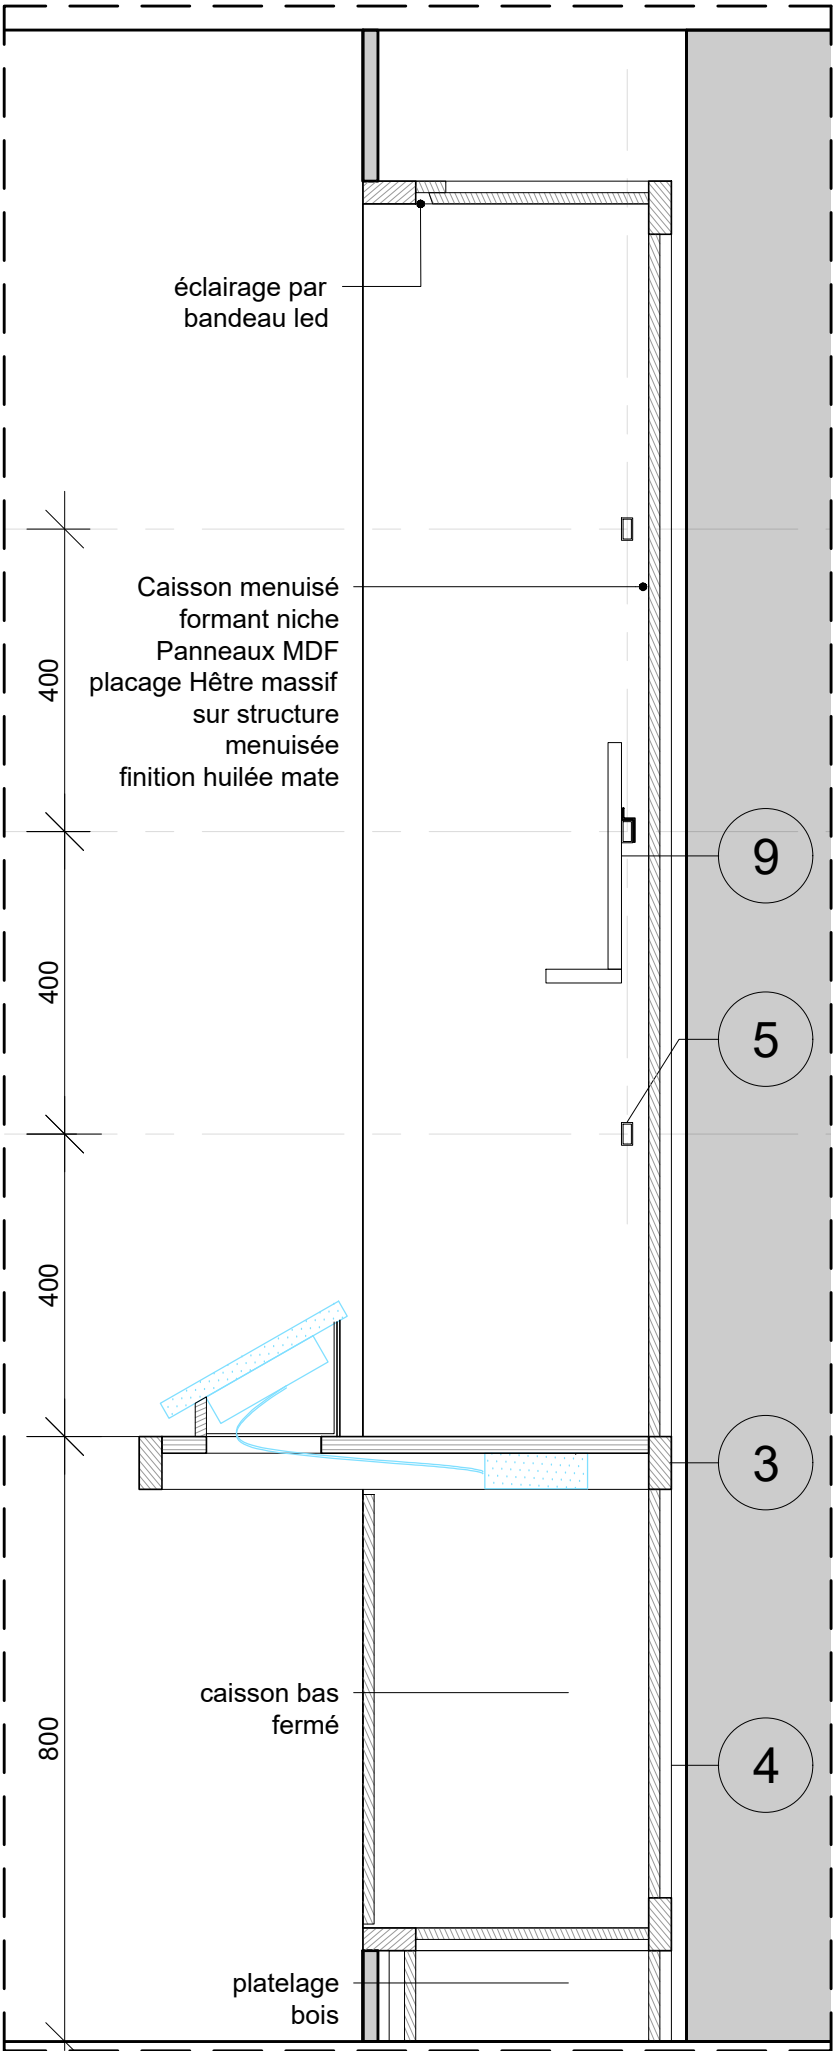 éclairage par
bandeau led
Caisson menuisé
formant niche
Panneaux MDF
placage Hêtre massif
sur structure
menuisée
finition huilée mate
400
9
400
5
400
3
caisson bas
fermé
800
4
platelage
bois